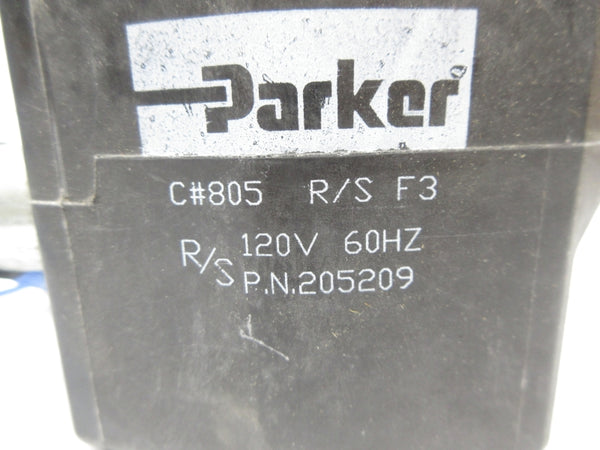 Parker
C#805 R/S F3
R/S 120V 60HZ
P.N.205209